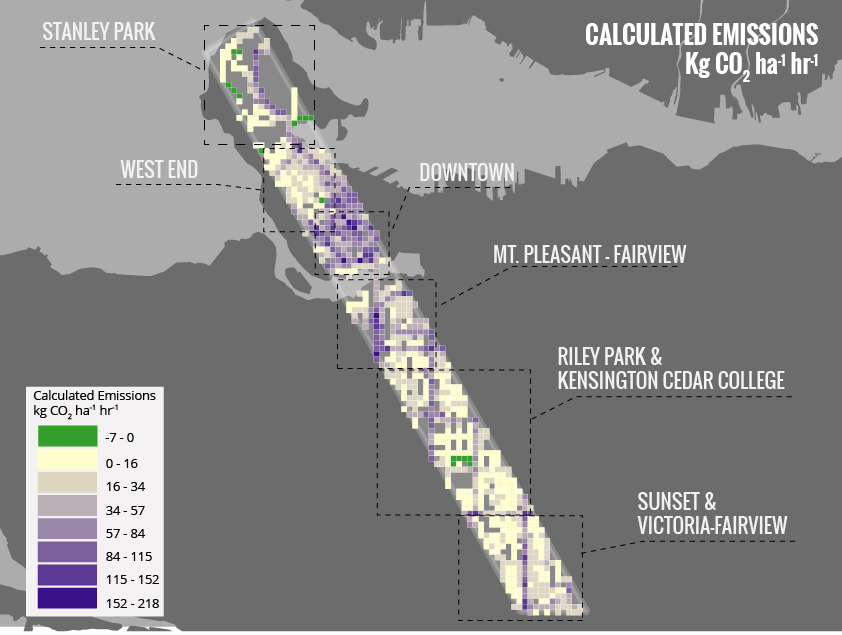 STANLEY PARK
CALCULATED EMISSIONS
Kg CO₂ ha⁻¹ hr⁻¹
WEST END
DOWNTOWN
MT. PLEASANT - FAIRVIEW
RILEY PARK &
KENSINGTON CEDAR COLLEGE
SUNSET &
VICTORIA-FAIRVIEW
Calculated Emissions
kg CO₂ ha⁻¹ hr⁻¹
-7 - 0
0 - 16
16 - 34
34 - 57
57 - 84
84 - 115
115 - 152
152 - 218